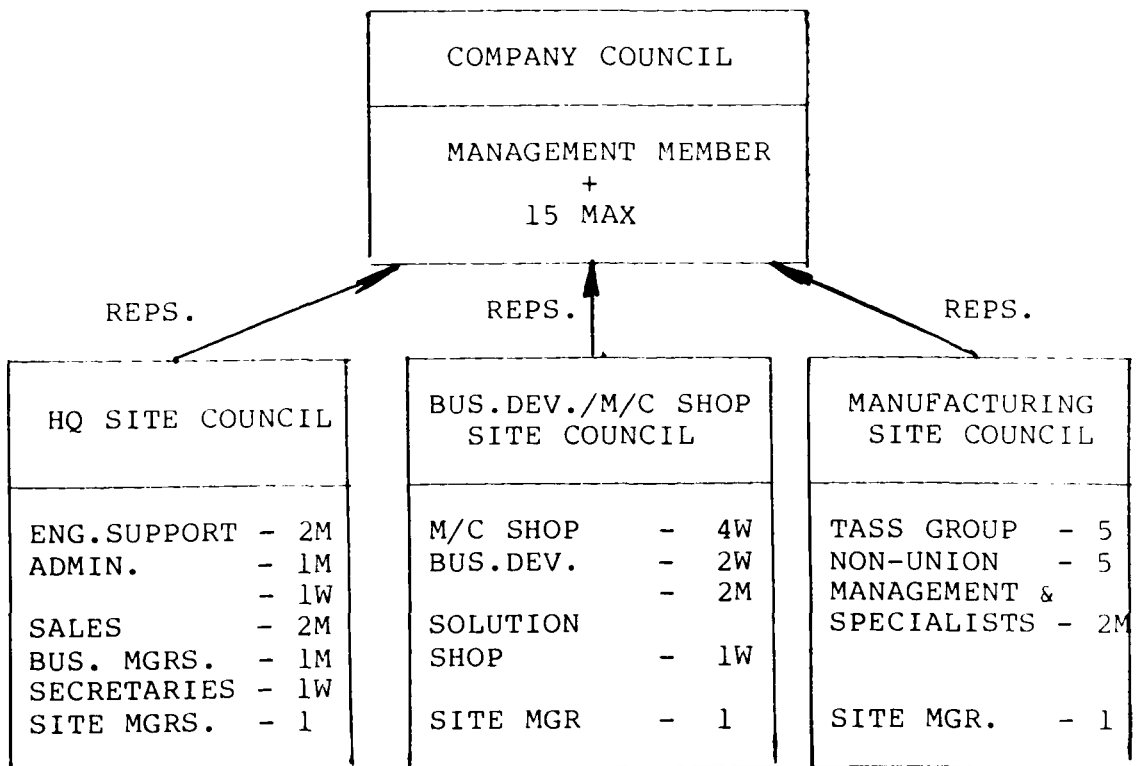 COMPANY COUNCIL
MANAGEMENT MEMBER
+
15 MAX
REPS.
REPS.
REPS.
HQ SITE COUNCIL
ENG.SUPPORT - 2M
ADMIN. - 1M
- 1W
SALES - 2M
BUS. MGRS. - 1M
SECRETARIES - 1W
SITE MGRS. - 1
BUS.DEV./M/C SHOP
SITE COUNCIL
M/C SHOP - 4W
BUS.DEV. - 2W
- 2M
SOLUTION
SHOP - 1W
SITE MGR - 1
MANUFACTURING
SITE COUNCIL
TASS GROUP - 5
NON-UNION - 5
MANAGEMENT &
SPECIALISTS - 2M
SITE MGR. - 1